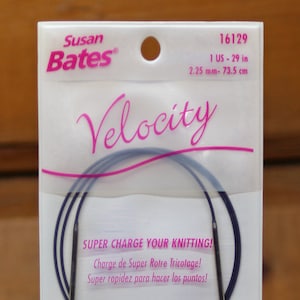 Susan
Bates®
16129
1 US - 29 in
2.25 mm- 73.5 cm
Velocity
SUPER CHARGE YOUR KNITTING!
Charge de Super Rotre Tricotage!
Super rapidez para hacer los puntos!